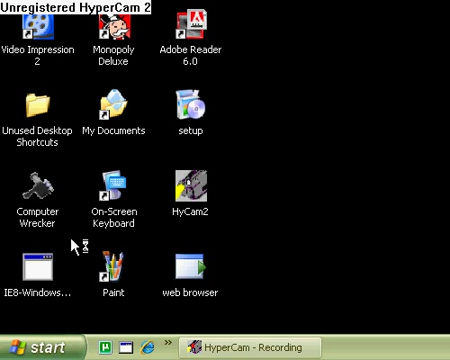 Unregistered HyperCam 2
Video Impression 2
Monopoly Deluxe
Adobe Reader 6.0
Unused Desktop Shortcuts
My Documents
setup
Computer Wrecker
On-Screen Keyboard
HyCam2
IE8-Windows...
Paint
web browser
start
HyperCam - Recording